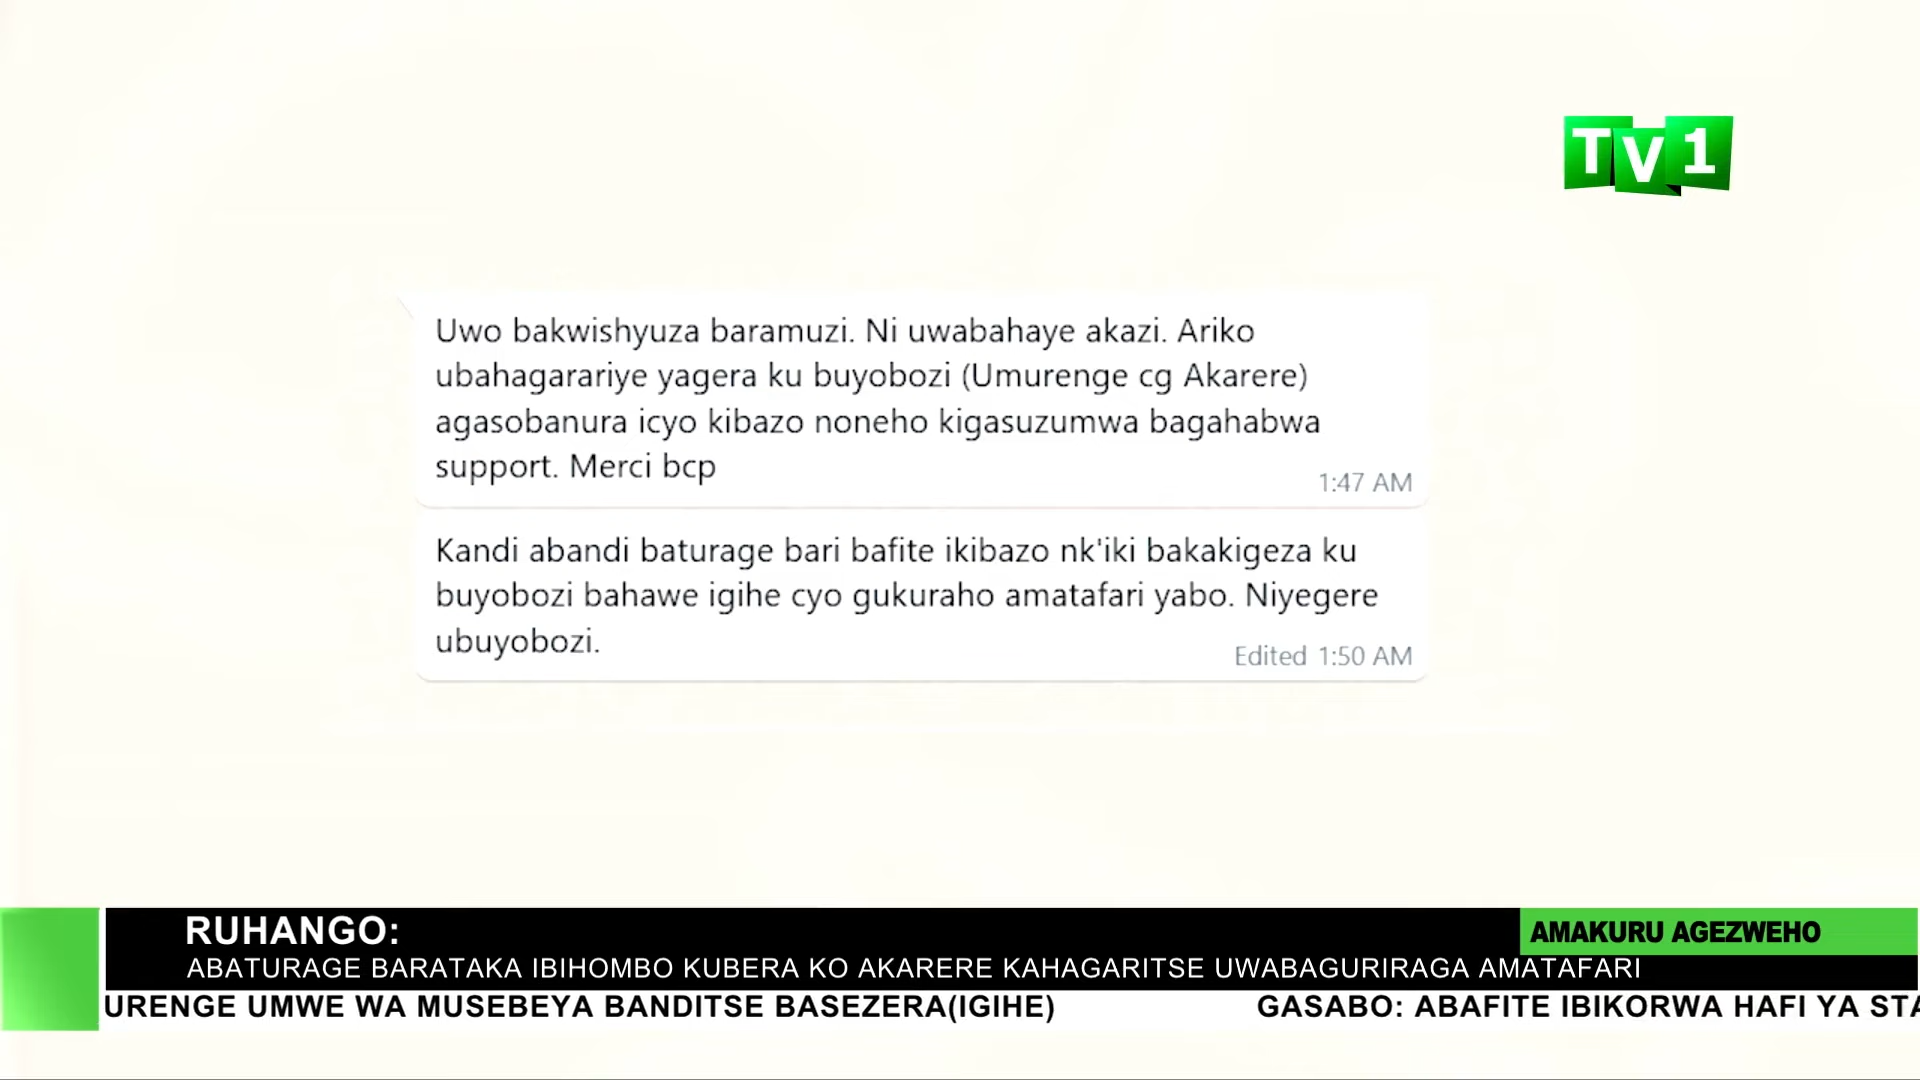 TV1
Uwo bakwishyuza baramuzi. Ni uwabahaye akazi. Ariko
ubahagarariye yagera ku buyobozi (Umurenge cg Akarere)
agasobanura icyo kibazo noneho kigasuzumwa bagahabwa
support. Merci bcp
1:47 AM
Kandi abandi baturage bari bafite ikibazo nk'iki bakakigeza ku
buyobozi bahawe igihe cyo gukuraho amatafari yabo. Niyegere
ubuyobozi.
Edited 1:50 AM
RUHANGO:
AMAKURU AGEZWEHO
ABATURAGE BARATAKA IBIHOMBO KUBERA KO AKARERE KAHAGARITSE UWABAGURIRAGA AMATAFARI
URENGE UMWE WA MUSEBEYA BANDITSE BASEZERA(IGIHE) GASABO: ABAFITE IBIKORWA HAFI YA STA